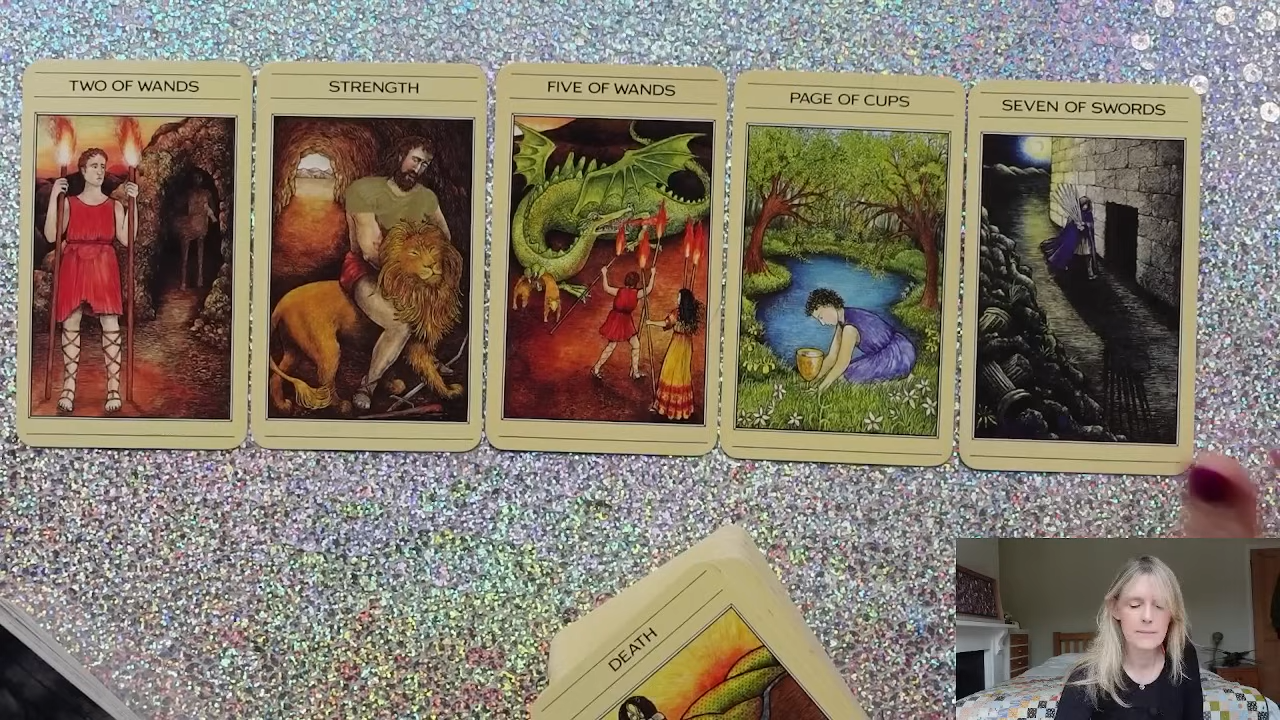 TWO OF WANDS
STRENGTH
FIVE OF WANDS
PAGE OF CUPS
SEVEN OF SWORDS
DEATH